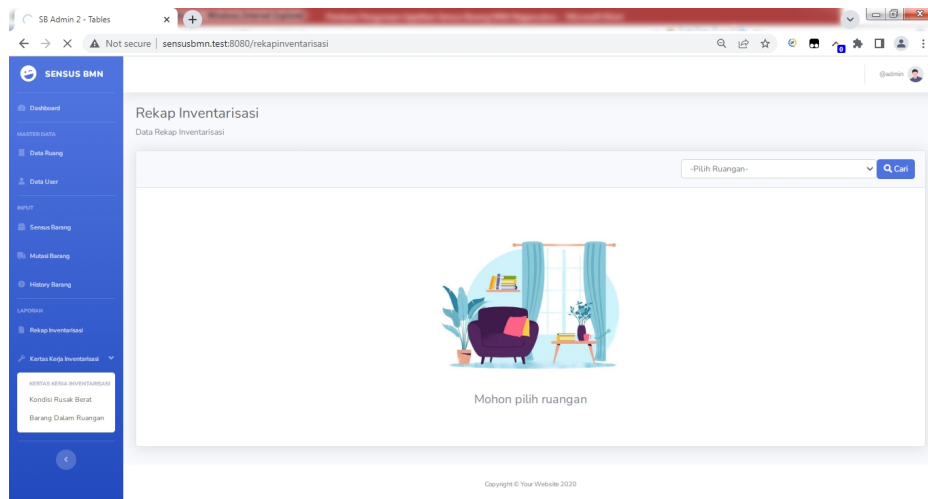 SB Admin 2 - Tables
Not secure | sensusbmn.test:8080/rekapinventarisasi
0
SENSUS BMN
@admin
Dashboard
MASTER DATA
Data Ruang
Data User
INPUT
Sensus Barang
Mutasi Barang
History Barang
LAPORAN
Rekap Inventarisasi
Kertas Kerja Inventarisasi
KERTAS KERJA INVENTARISASI
Kondisi Rusak Berat
Barang Dalam Ruangan
Rekap Inventarisasi
Data Rekap Inventarisasi
-Pilih Ruangan-
Cari
Mohon pilih ruangan
Copyright © Your Website 2020